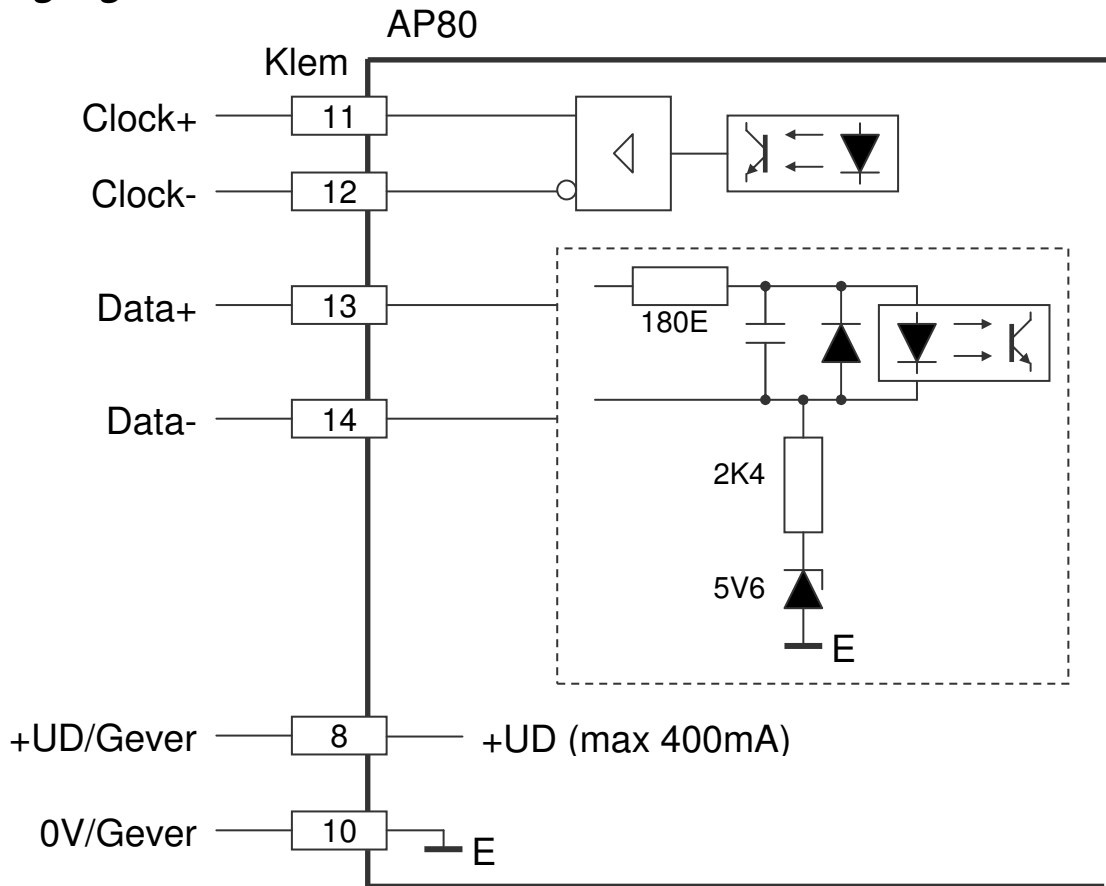 AP80
Klem
Clock+ 11
Clock- 12
Data+ 13
180E
Data- 14
2K4
5V6
E
+UD/Gever 8 +UD (max 400mA)
0V/Gever 10 E